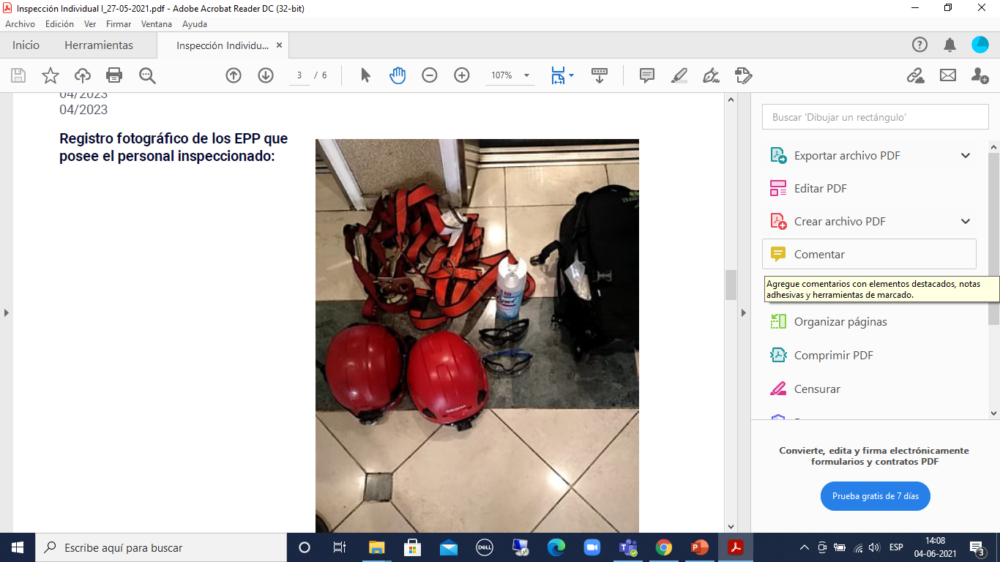 Inspección Individual I_27-05-2021.pdf - Adobe Acrobat Reader DC (32-bit)
Archivo Edición Ver Firmar Ventana Ayuda
Inicio Herramientas Inspección Individu... ×
3 / 6 107%
04/2023
04/2023
Registro fotográfico de los EPP que
posee el personal inspeccionado:
Buscar 'Dibujar un rectángulo'
Exportar archivo PDF
Editar PDF
Crear archivo PDF
Comentar
Agregue comentarios con elementos destacados, notas
adhesivas y herramientas de marcado.
Organizar páginas
Comprimir PDF
Censurar
Convierte, edita y firma electrónicamente
formularios y contratos PDF
Prueba gratis de 7 días
Escribe aquí para buscar
DELL
ESP
14:08
04-06-2021
3